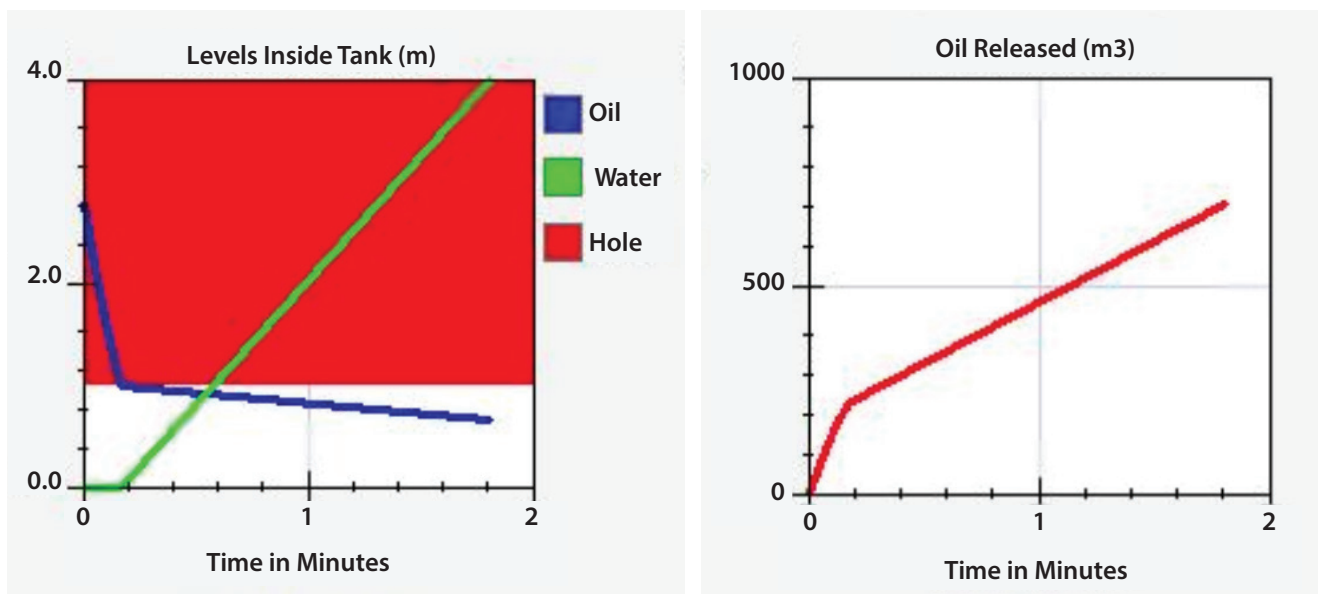 Levels Inside Tank (m)
4.0
2.0
0.0
0
1
2
Time in Minutes
Oil
Water
Hole
Oil Released (m3)
1000
500
0
0
1
2
Time in Minutes